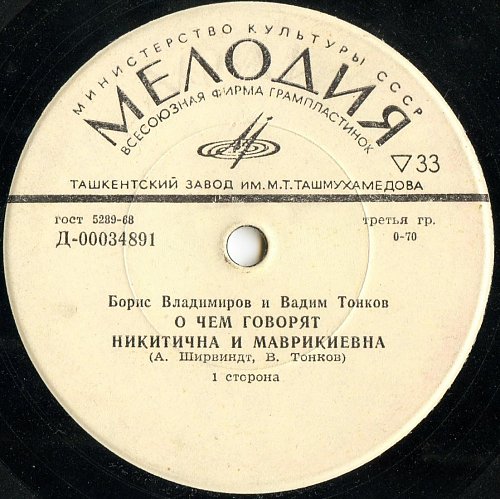 МИНИСТЕРСТВО КУЛЬТУРЫ СССР
МЕЛОДИЯ
ВСЕСОЮЗНАЯ ФИРМА ГРАМПЛАСТИНОК
▽33
ТАШКЕНТСКИЙ ЗАВОД ИМ. М.Т. ТАШМУХАМЕДОВА
гост 5289-68
третья гр.
Д-00034891
0-70
Борис Владимиров и Вадим Тонков
О ЧЕМ ГОВОРЯТ
НИКИТИЧНА И МАВРИКИЕВНА
(А. Ширвиндт, В. Тонков)
1 сторона